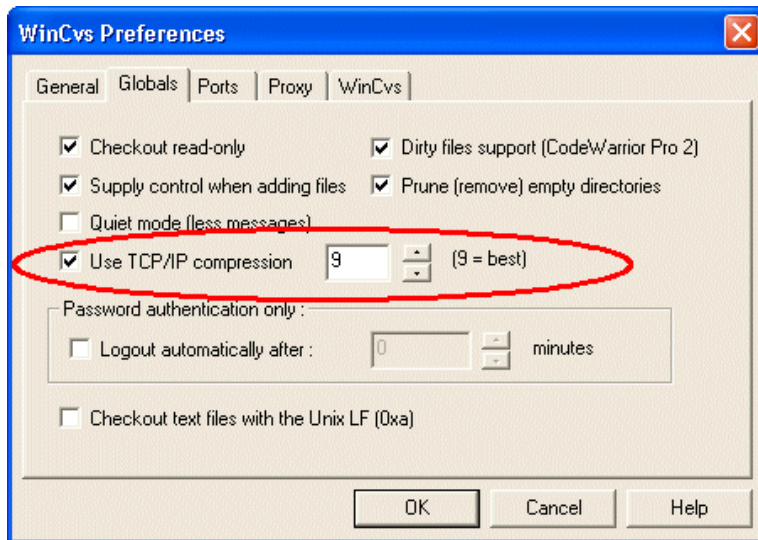 WinCvs Preferences
General Globals Ports Proxy WinCvs
Checkout read-only Dirty files support (CodeWarrior Pro 2)
Supply control when adding files Prune (remove) empty directories
Quiet mode (less messages)
Use TCP/IP compression 9 (9 = best)
Password authentication only :
Logout automatically after : 0 minutes
Checkout text files with the Unix LF (0xa)
OK Cancel Help